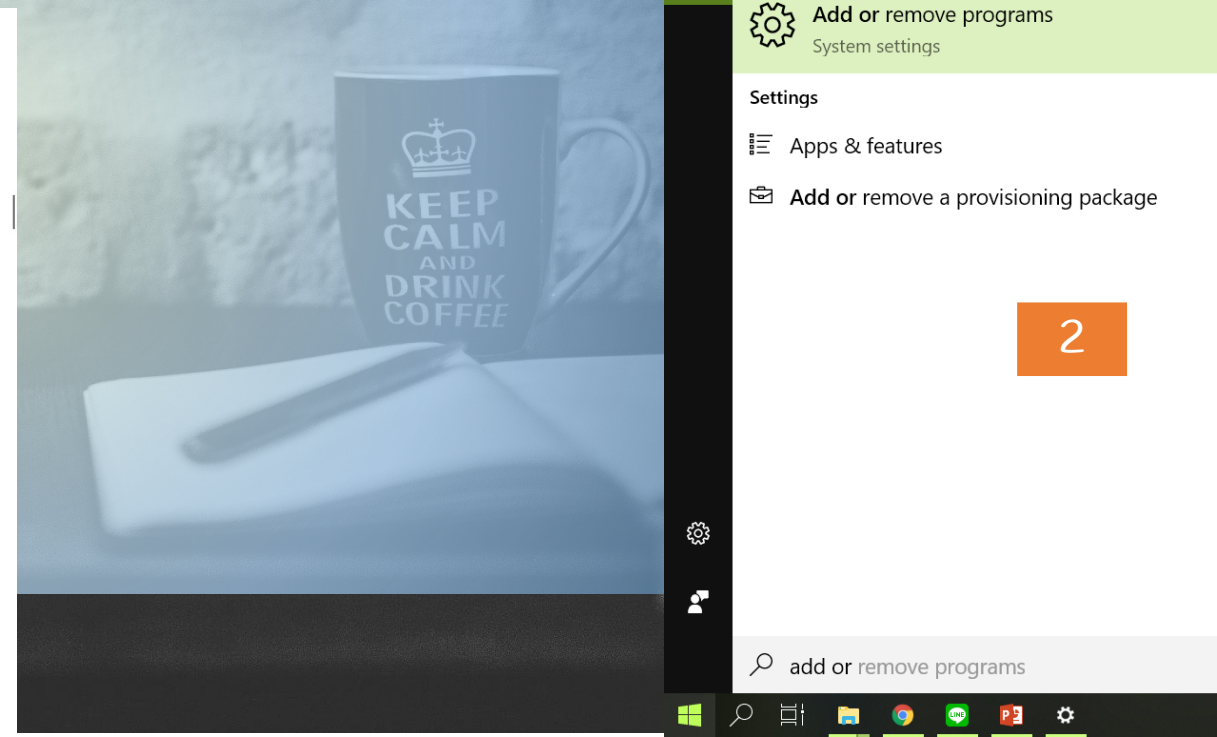 KEEP
CALM
AND
DRINK
COFFEE
Add or remove programs
System settings
Settings
Apps & features
Add or remove a provisioning package
2
add or remove programs
LINE
P